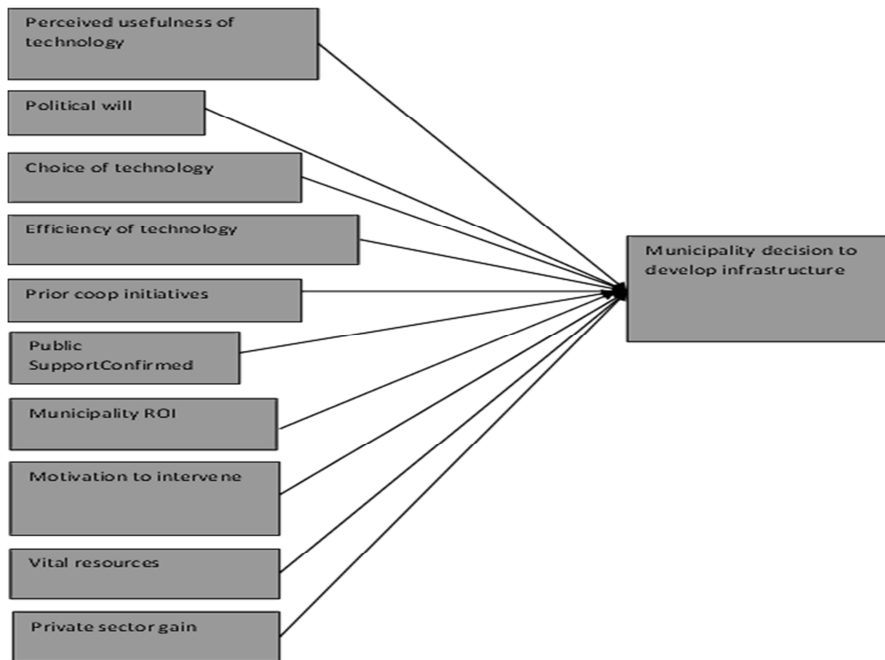 Perceived usefulness of
technology
Political will
Choice of technology
Efficiency of technology
Prior coop initiatives
Public
SupportConfirmed
Municipality ROI
Motivation to intervene
Vital resources
Private sector gain
Municipality decision to
develop infrastructure